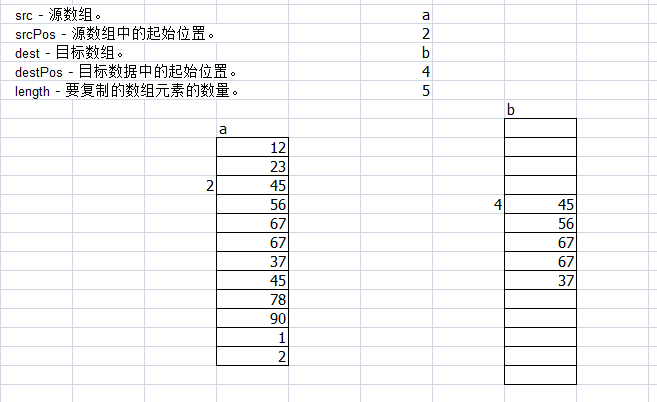 src - 源数组。 a
srcPos - 源数组中的起始位置。 2
dest - 目标数组。 b
destPos - 目标数据中的起始位置。 4
length - 要复制的数组元素的数量。 5
b
a
12
23
2 45
56 4 45
67 56
67 67
37 67
45 37
78
90
1
2